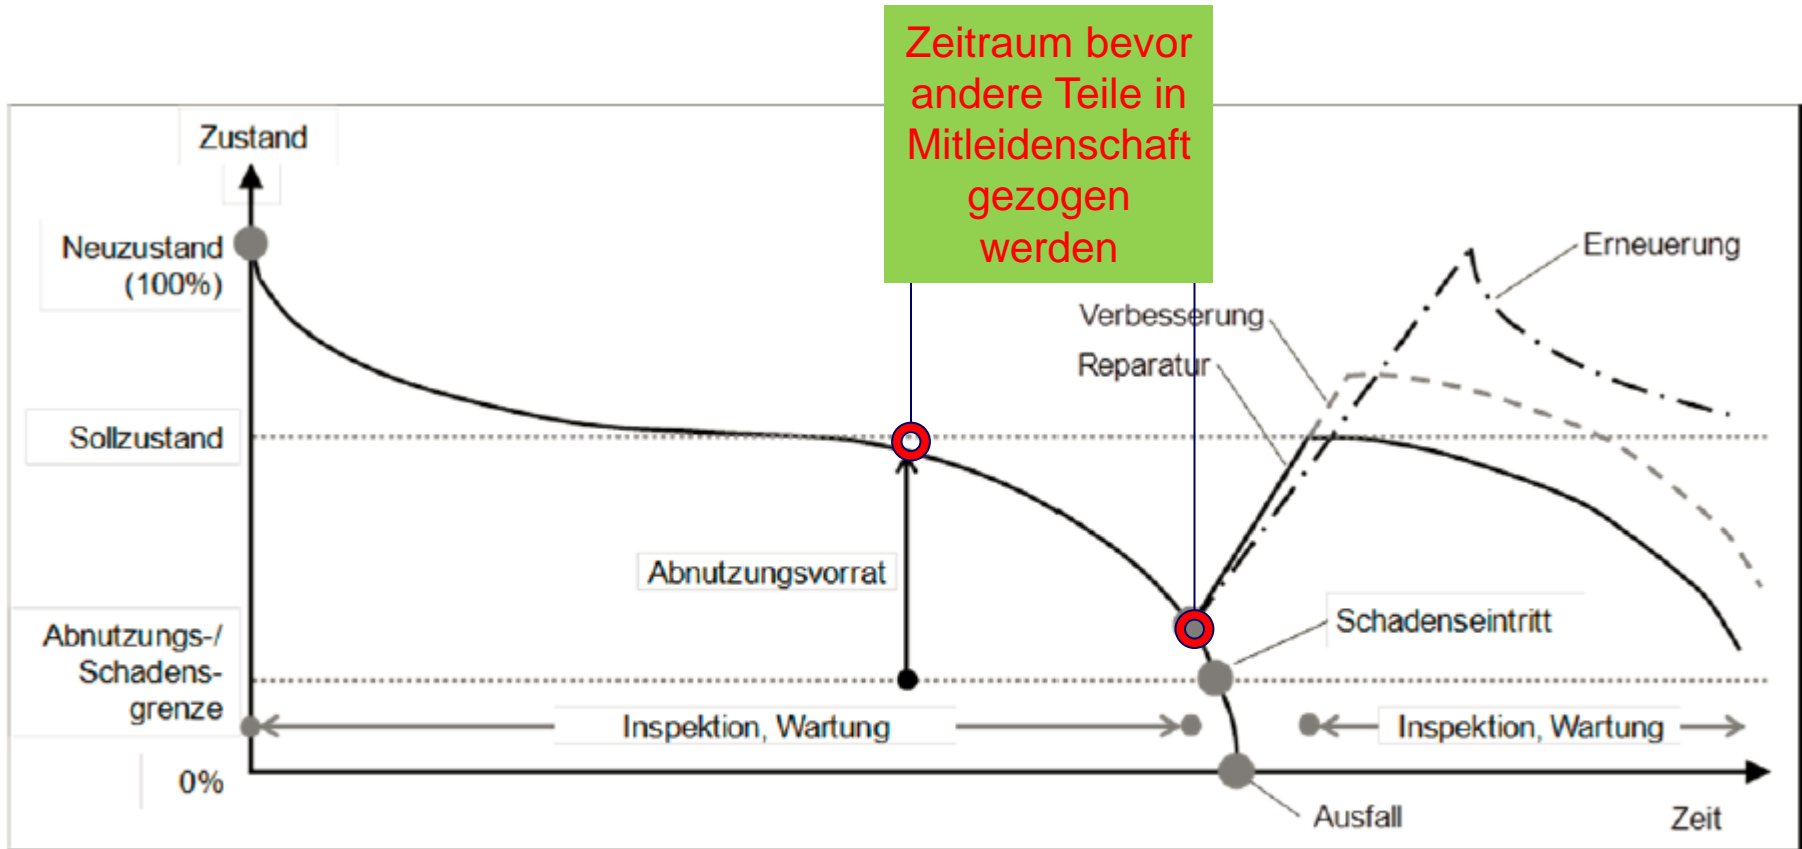 Zeitraum bevor
andere Teile in
Mitleidenschaft
gezogen
werden
Zustand
Neuzustand
(100%)
Erneuerung
Verbesserung
Reparatur
Sollzustand
Abnutzungsvorrat
Abnutzungs-/
Schadens-
grenze
Schadenseintritt
Inspektion, Wartung
Inspektion, Wartung
0%
Ausfall
Zeit